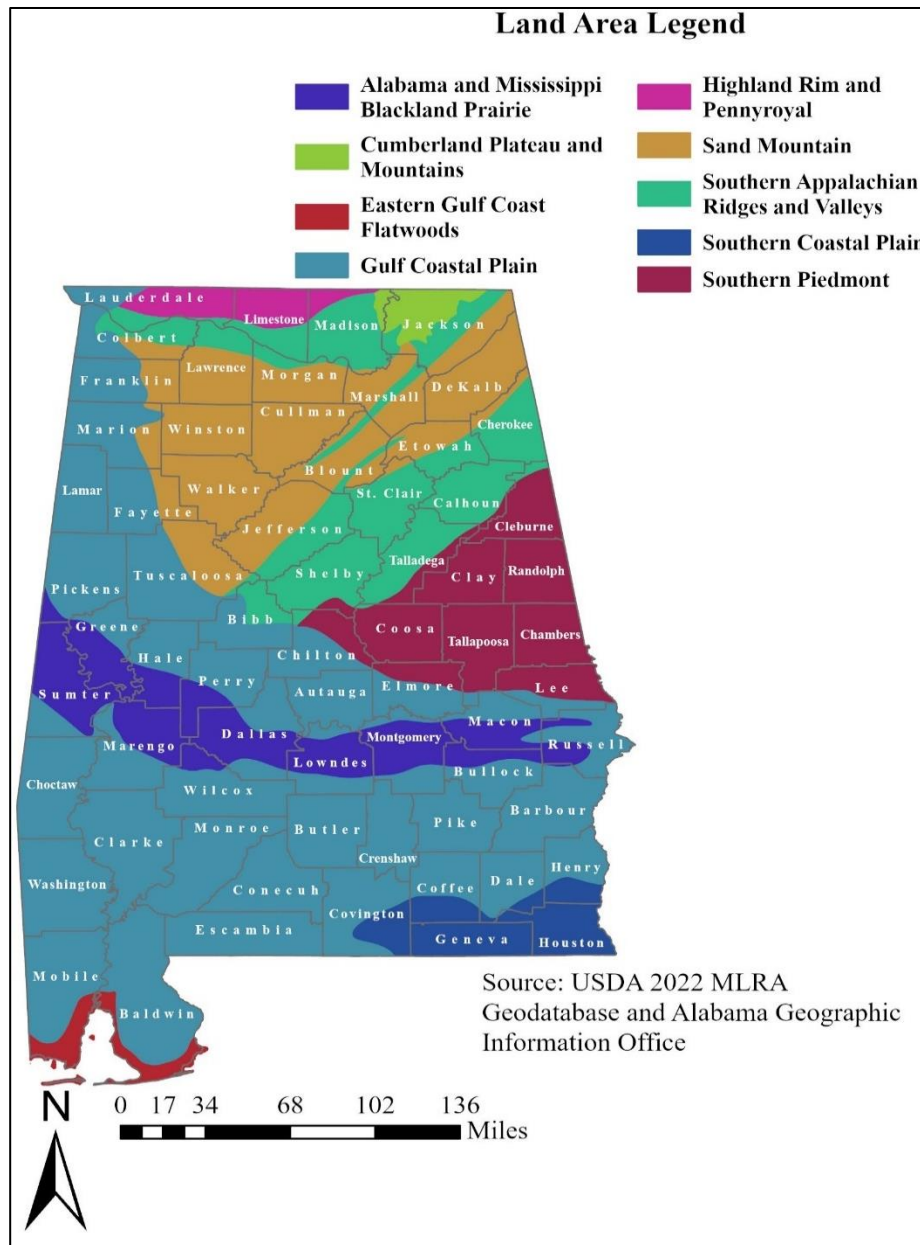 Land Area Legend
Alabama and Mississippi
Blackland Prairie
Cumberland Plateau and
Mountains
Eastern Gulf Coast
Flatwoods
Gulf Coastal Plain
Highland Rim and
Pennyroyal
Sand Mountain
Southern Appalachian
Ridges and Valleys
Southern Coastal Plain
Southern Piedmont
Lauderdale
Limestone
Madison
Jackson
Colbert
Lawrence
Franklin
Morgan
Marshall
DeKalb
Cullman
Marion
Winston
Cherokee
Etowah
Blount
Lamar
Walker
St. Clair
Calhoun
Fayette
Jefferson
Cleburne
Talladega
Tuscaloosa
Shelby
Clay
Randolph
Pickens
Bibb
Greene
Coosa
Tallapoosa
Chambers
Hale
Chilton
Perry
Autauga
Elmore
Lee
Sumter
Macon
Dallas
Montgomery
Marengo
Russell
Lowndes
Bullock
Choctaw
Wilcox
Barbour
Monroe
Butler
Pike
Clarke
Crenshaw
Henry
Washington
Conecuh
Coffee
Dale
Covington
Escambia
Geneva
Houston
Mobile
Baldwin
Source: USDA 2022 MLRA
Geodatabase and Alabama Geographic
Information Office
N
0 17 34 68 102 136
Miles